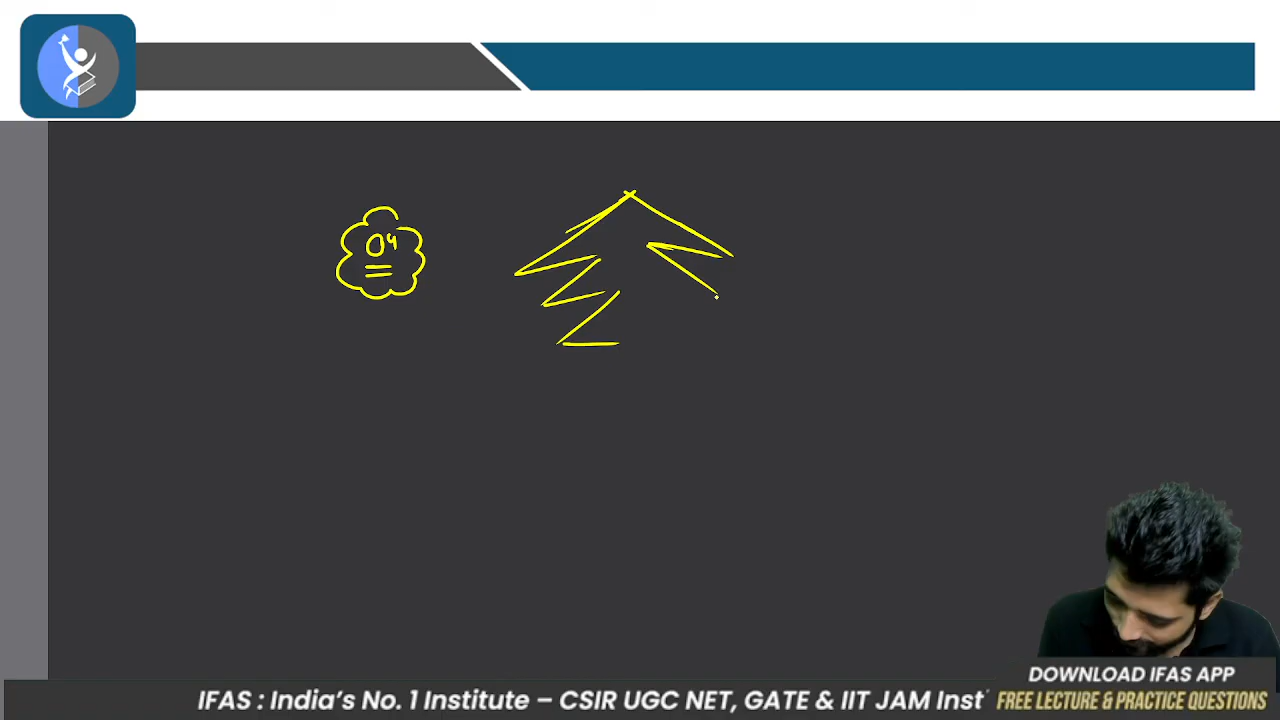 04
DOWNLOAD IFAS APP
IFAS : India's No. 1 Institute – CSIR UGC NET, GATE & IIT JAM Inst
FREE LECTURE & PRACTICE QUESTIONS